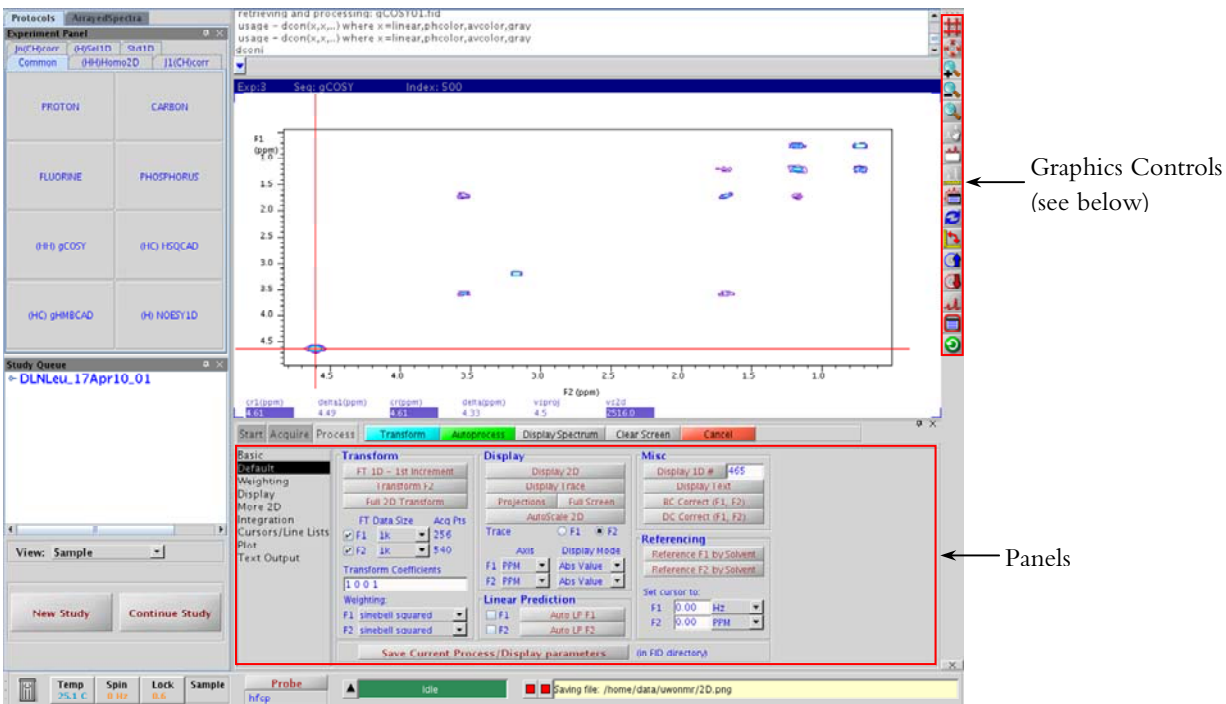 Protocols ArrayedSpectra
Experiment Panel
Jn(CH)corr (H)Sel1D Std1D
Common (HH)Homo2D J1(CH)corr
PROTON CARBON
FLUORINE PHOSPHORUS
(HH) gCOSY (HC) HSQCAD
(HC) gHMBCAD (H) NOESY1D
Study Queue
DLNLeu_17Apr10_01
View: Sample
New Study Continue Study
retrieving and processing: gCOSY01.fid
usage - dcon(x,x,..) where x=linear,phcolor,avcolor,gray
usage - dcon(x,x,..) where x=linear,phcolor,avcolor,gray
dconi
Exp:3 Seq: gCOSY Index: 500
F1
(ppm)
1.0
1.5
2.0
2.5
3.0
3.5
4.0
4.5
4.5 4.0 3.5 3.0 2.5 2.0 1.5 1.0
F2 (ppm)
cr1(ppm) delta1(ppm) cr(ppm) delta(ppm) vsproj vs2d
4.61 4.49 4.61 4.33 4.5 2516.0
Graphics Controls
(see below)
Start Acquire Process Transform Autoprocess Display Spectrum Clear Screen Cancel
Basic
Default
Weighting
Display
More 2D
Integration
Cursors/Line Lists
Plot
Text Output
Transform
FT 1D - 1st Increment
Transform F2
Full 2D Transform
FT Data Size Acq Pts
F1 1k 256
F2 1k 540
Transform Coefficients
1 0 0 1
Weighting:
F1 sinebell squared
F2 sinebell squared
Display
Display 2D
Display Trace
Projections Full Screen
AutoScale 2D
Trace F1 F2
Axis Display Mode
F1 PPM Abs Value
F2 PPM Abs Value
Linear Prediction
F1 Auto LP F1
F2 Auto LP F2
Misc
Display 1D # 465
Display Text
BC Correct (F1, F2)
DC Correct (F1, F2)
Referencing
Reference F1 by Solvent
Reference F2 by Solvent
Set cursor to:
F1 0.00 Hz
F2 0.00 PPM
Save Current Process/Display parameters (in FID directory)
Panels
Temp Spin Lock Sample
25.1 C 0 Hz 0.6
Probe
hfcp
Idle
Saving file: /home/data/uwonmr/2D.png